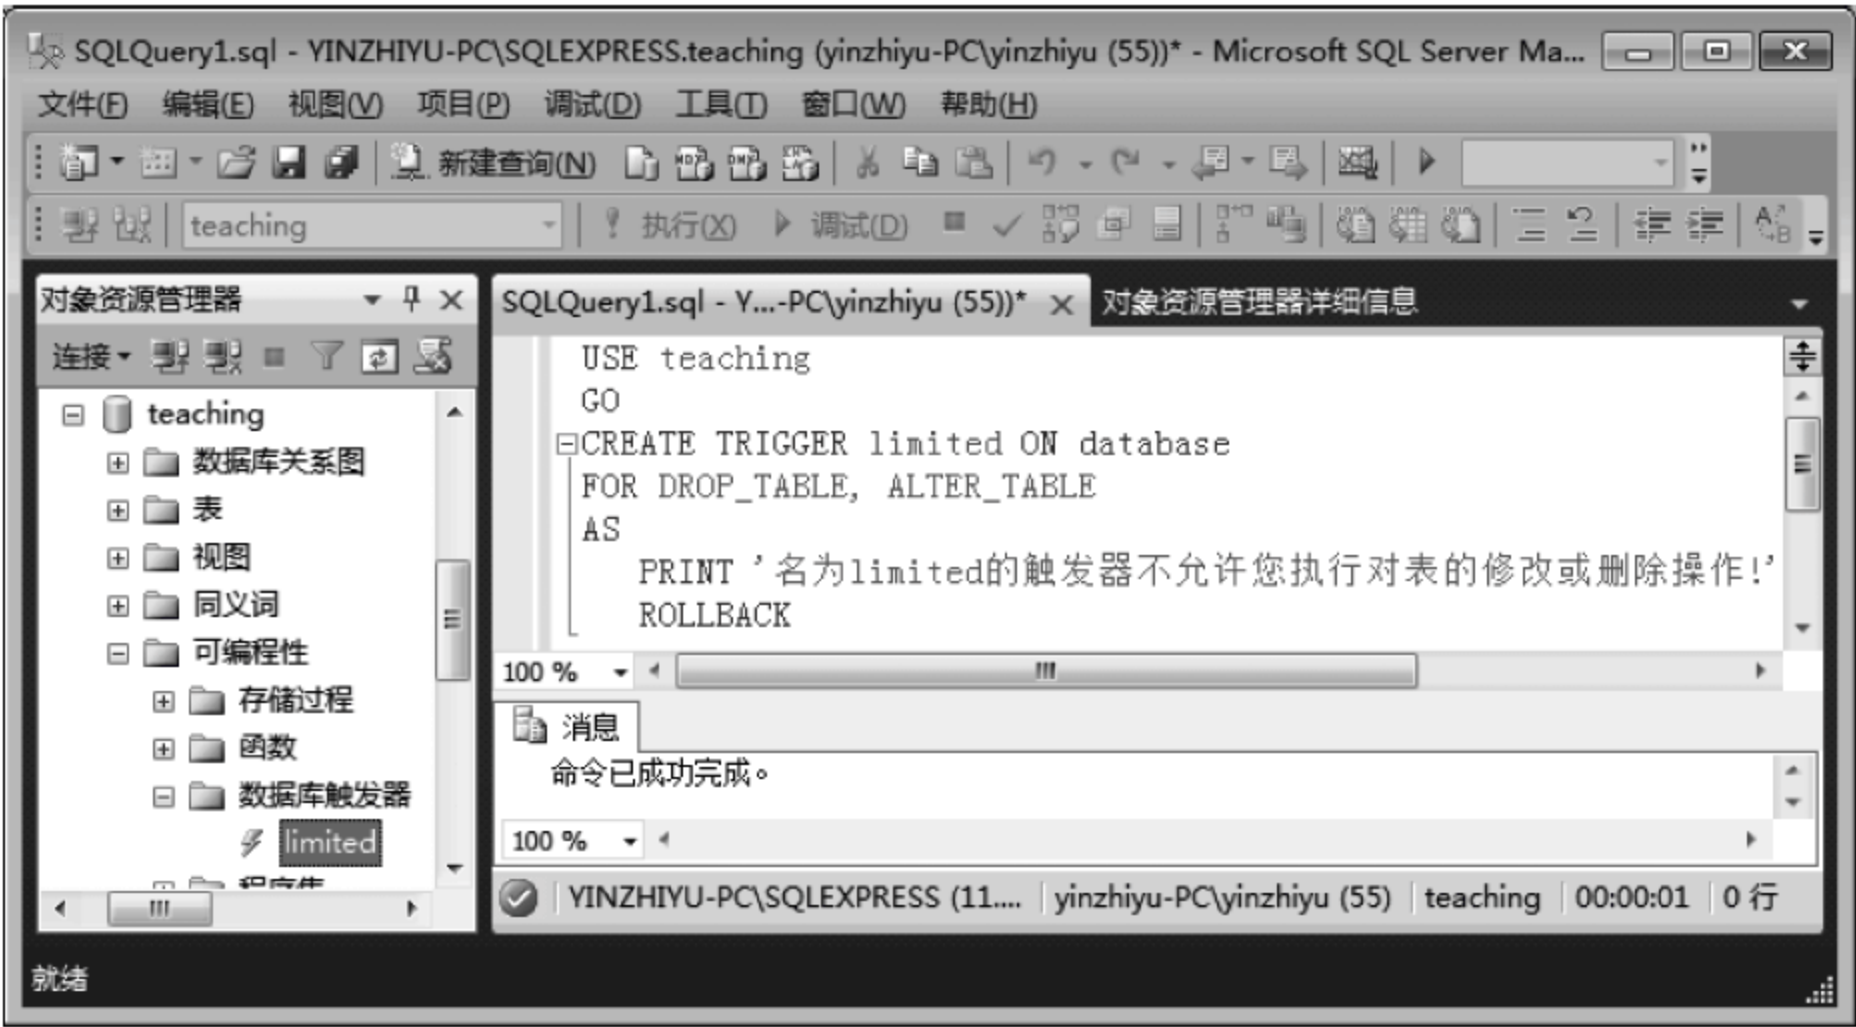 SQLQuery1.sql - YINZHIYU-PC\SQLEXPRESS.teaching (yinzhiyu-PC\yinzhiyu (55))* - Microsoft SQL Server Ma...
文件(F) 编辑(E) 视图(V) 项目(P) 调试(D) 工具(T) 窗口(W) 帮助(H)
新建查询(N)
teaching 执行(X) 调试(D)
对象资源管理器
连接
teaching
数据库关系图
表
视图
同义词
可编程性
存储过程
函数
数据库触发器
limited
程序集
SQLQuery1.sql - Y...-PC\yinzhiyu (55))* 对象资源管理器详细信息
USE teaching
GO
CREATE TRIGGER limited ON database
FOR DROP_TABLE, ALTER_TABLE
AS
PRINT '名为limited的触发器不允许您执行对表的修改或删除操作!'
ROLLBACK
100 %
消息
命令已成功完成。
100 %
YINZHIYU-PC\SQLEXPRESS (11.... yinzhiyu-PC\yinzhiyu (55) teaching 00:00:01 0 行
就绪